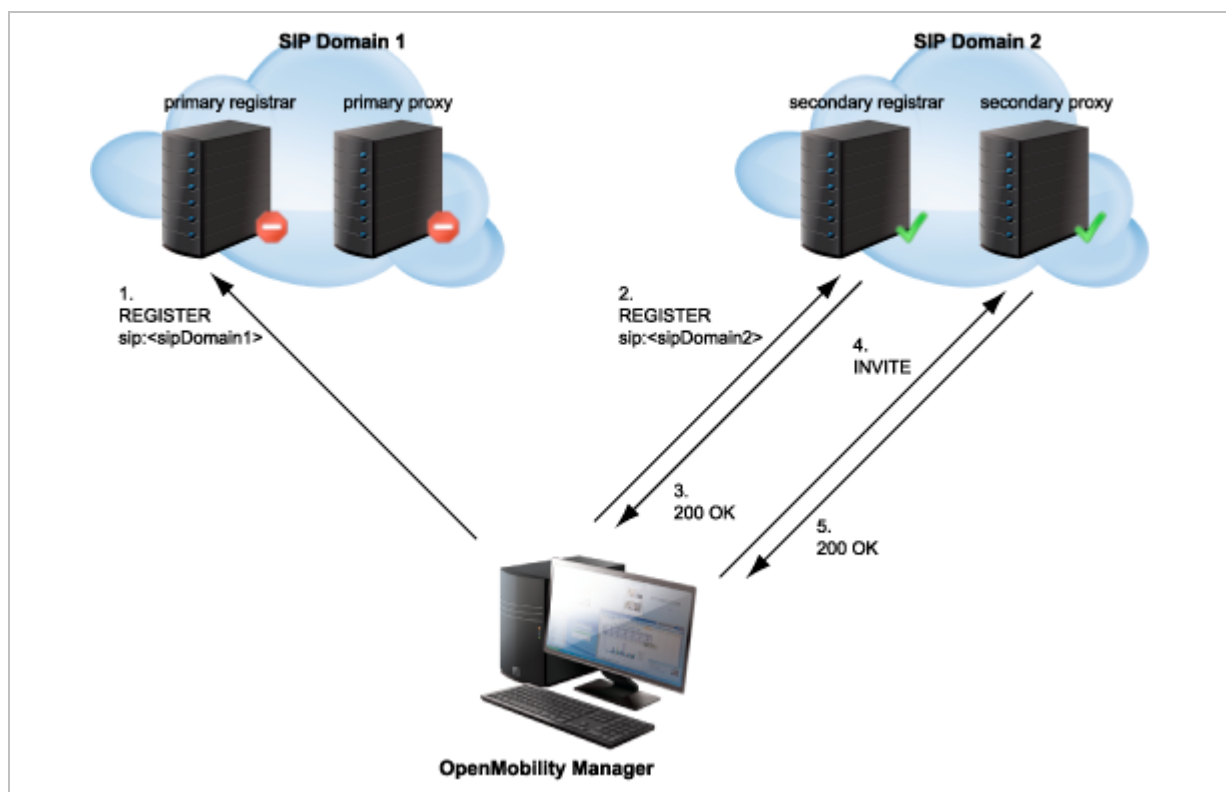 SIP Domain 1
SIP Domain 2
primary registrar
primary proxy
secondary registrar
secondary proxy
1.
REGISTER
sip:<sipDomain1>
2.
REGISTER
sip:<sipDomain2>
4.
INVITE
3.
200 OK
5.
200 OK
OpenMobility Manager